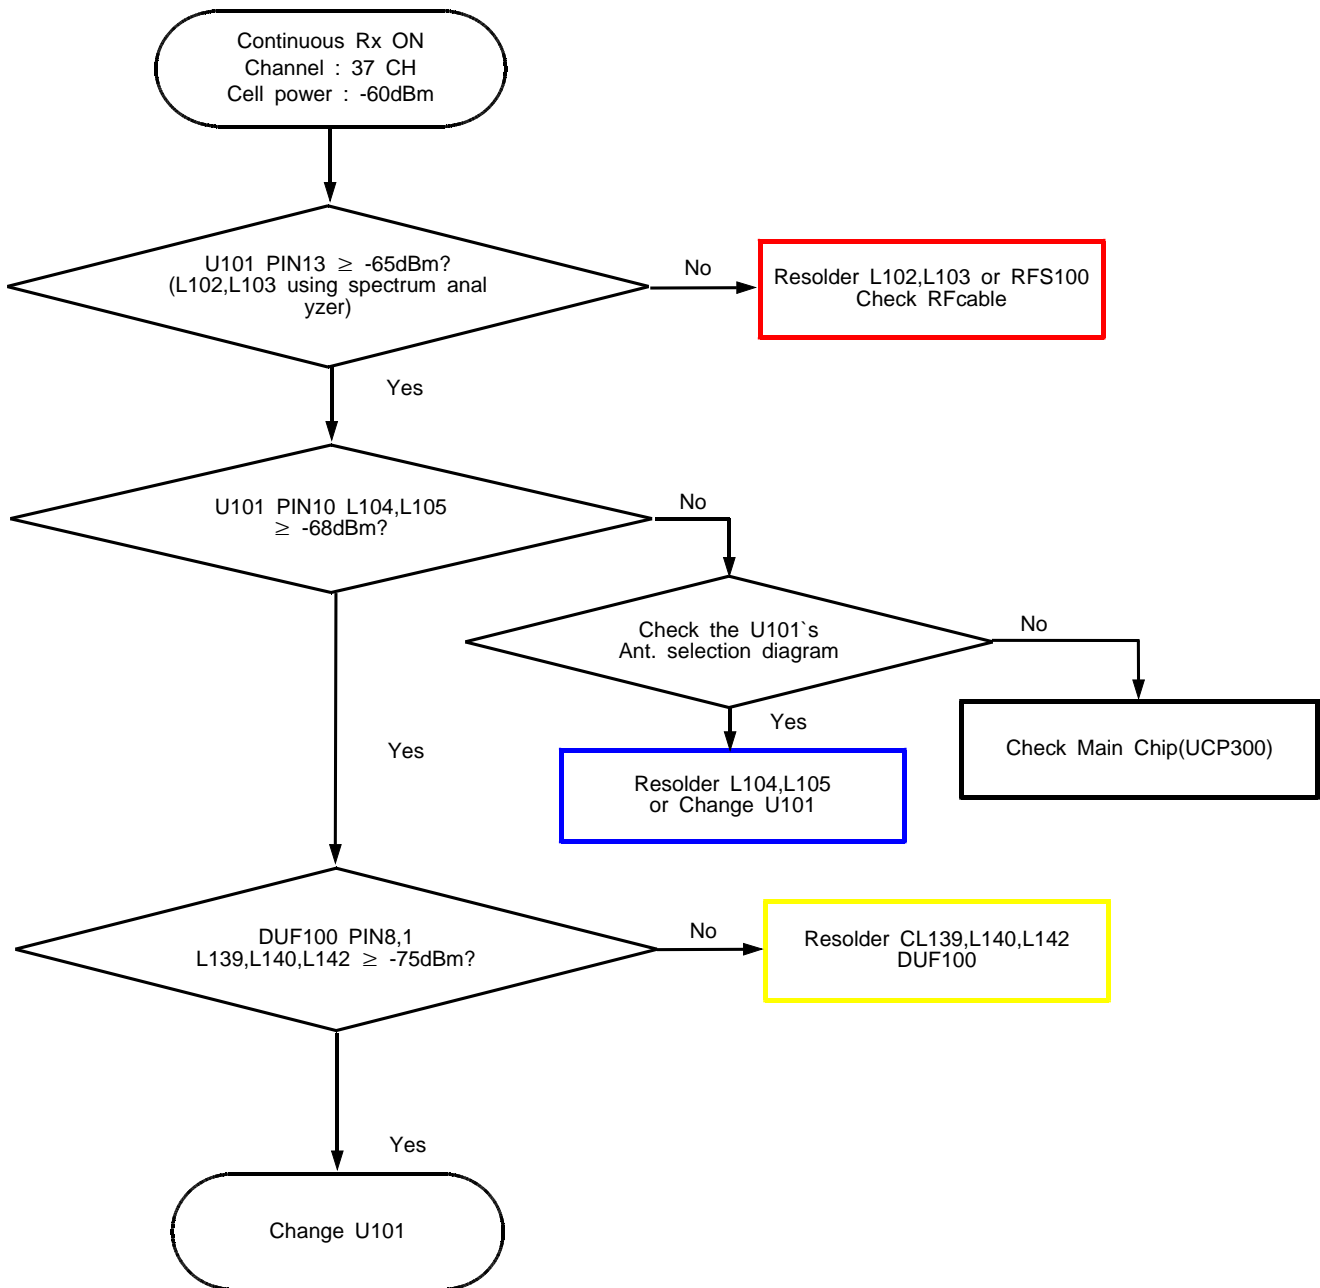 Continuous Rx ON
Channel : 37 CH
Cell power : -60dBm
U101 PIN13 ≥ -65dBm?
(L102,L103 using spectrum anal
yzer)
No
Resolder L102,L103 or RFS100
Check RFcable
Yes
U101 PIN10 L104,L105
≥ -68dBm?
No
Check the U101`s
Ant. selection diagram
No
Check Main Chip(UCP300)
Yes
Resolder L104,L105
or Change U101
Yes
DUF100 PIN8,1
L139,L140,L142 ≥ -75dBm?
No
Resolder CL139,L140,L142
DUF100
Yes
Change U101